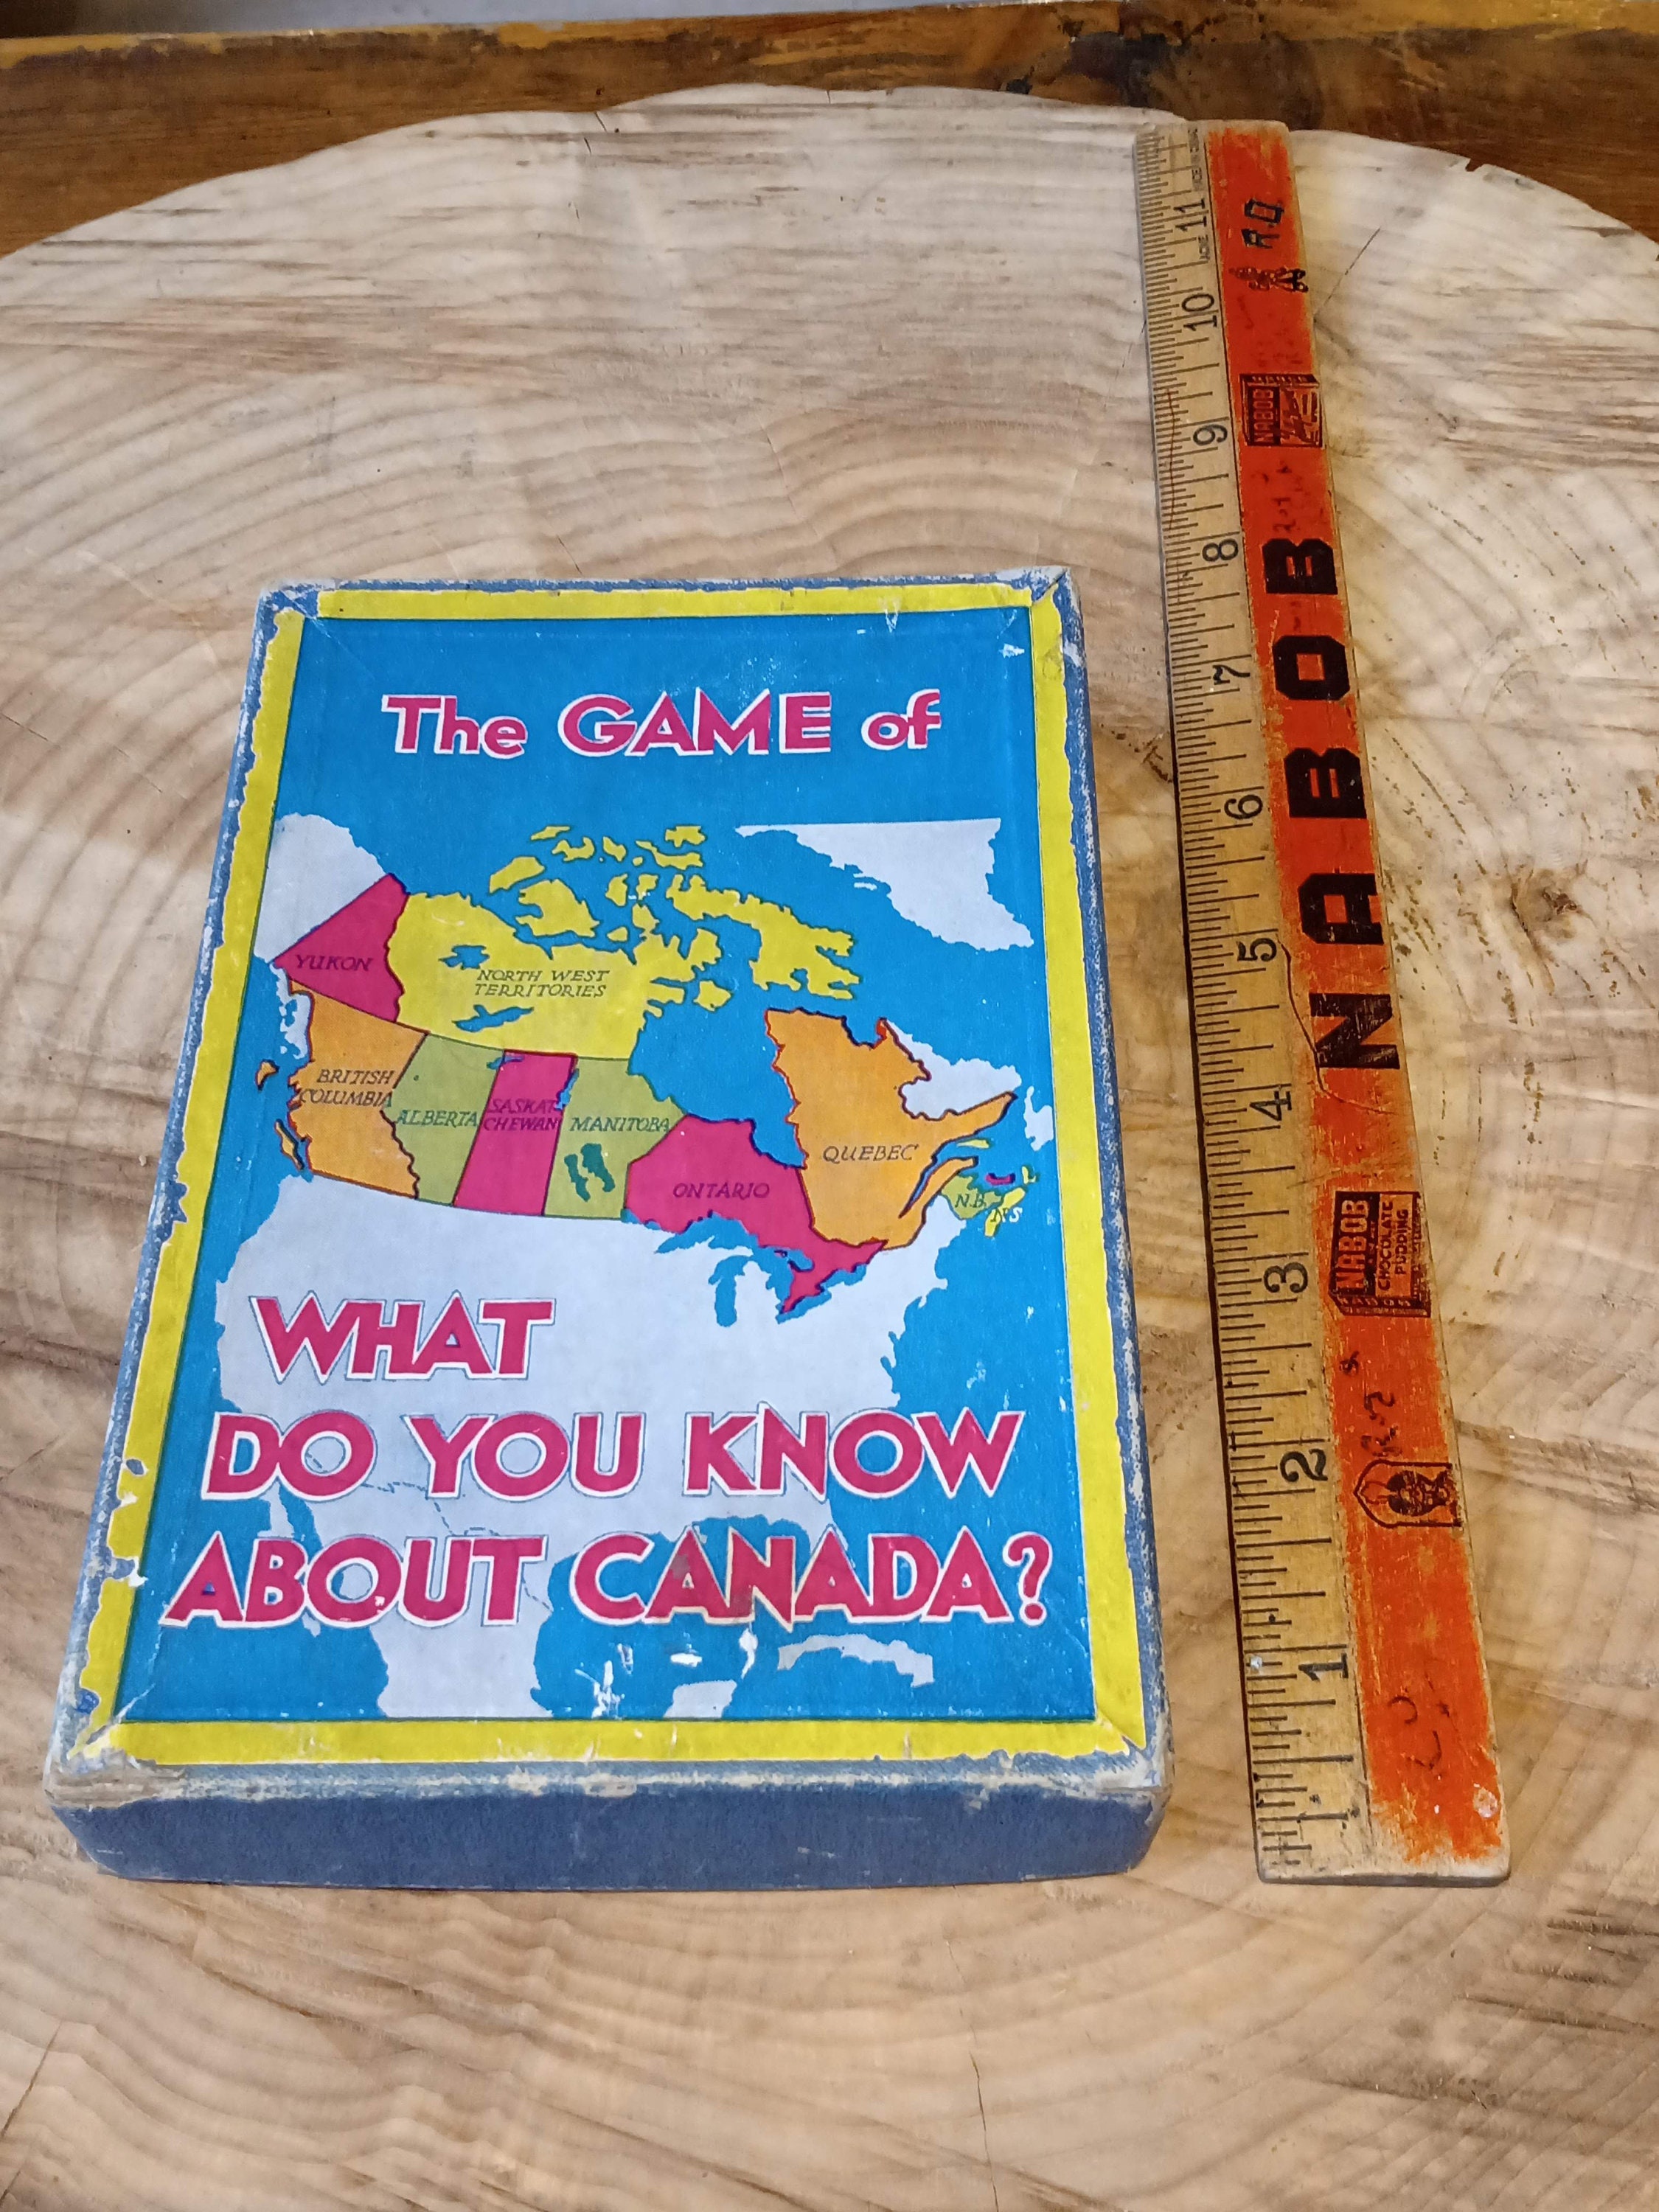 The GAME of
YUKON
NORTH WEST
TERRITORIES
BRITISH
COLUMBIA
ALBERTA
SASKAT
CHEWAN
MANITOBA
ONTARIO
QUEBEC
N.B.
N.S
WHAT
DO YOU KNOW
ABOUT CANADA?
NABOB
NABOB
NABOB
CHOCOLATE
PUDDING
R.D.
11
10
9
8
7
6
5
4
3
2
1